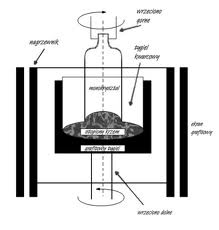 wrzeciono
górne
nagrzewnik
tygiel
kwarcowy
monokryształ
ekran
grafitowy
stopiony krzem
grafitowy tygiel
wrzeciono dolne